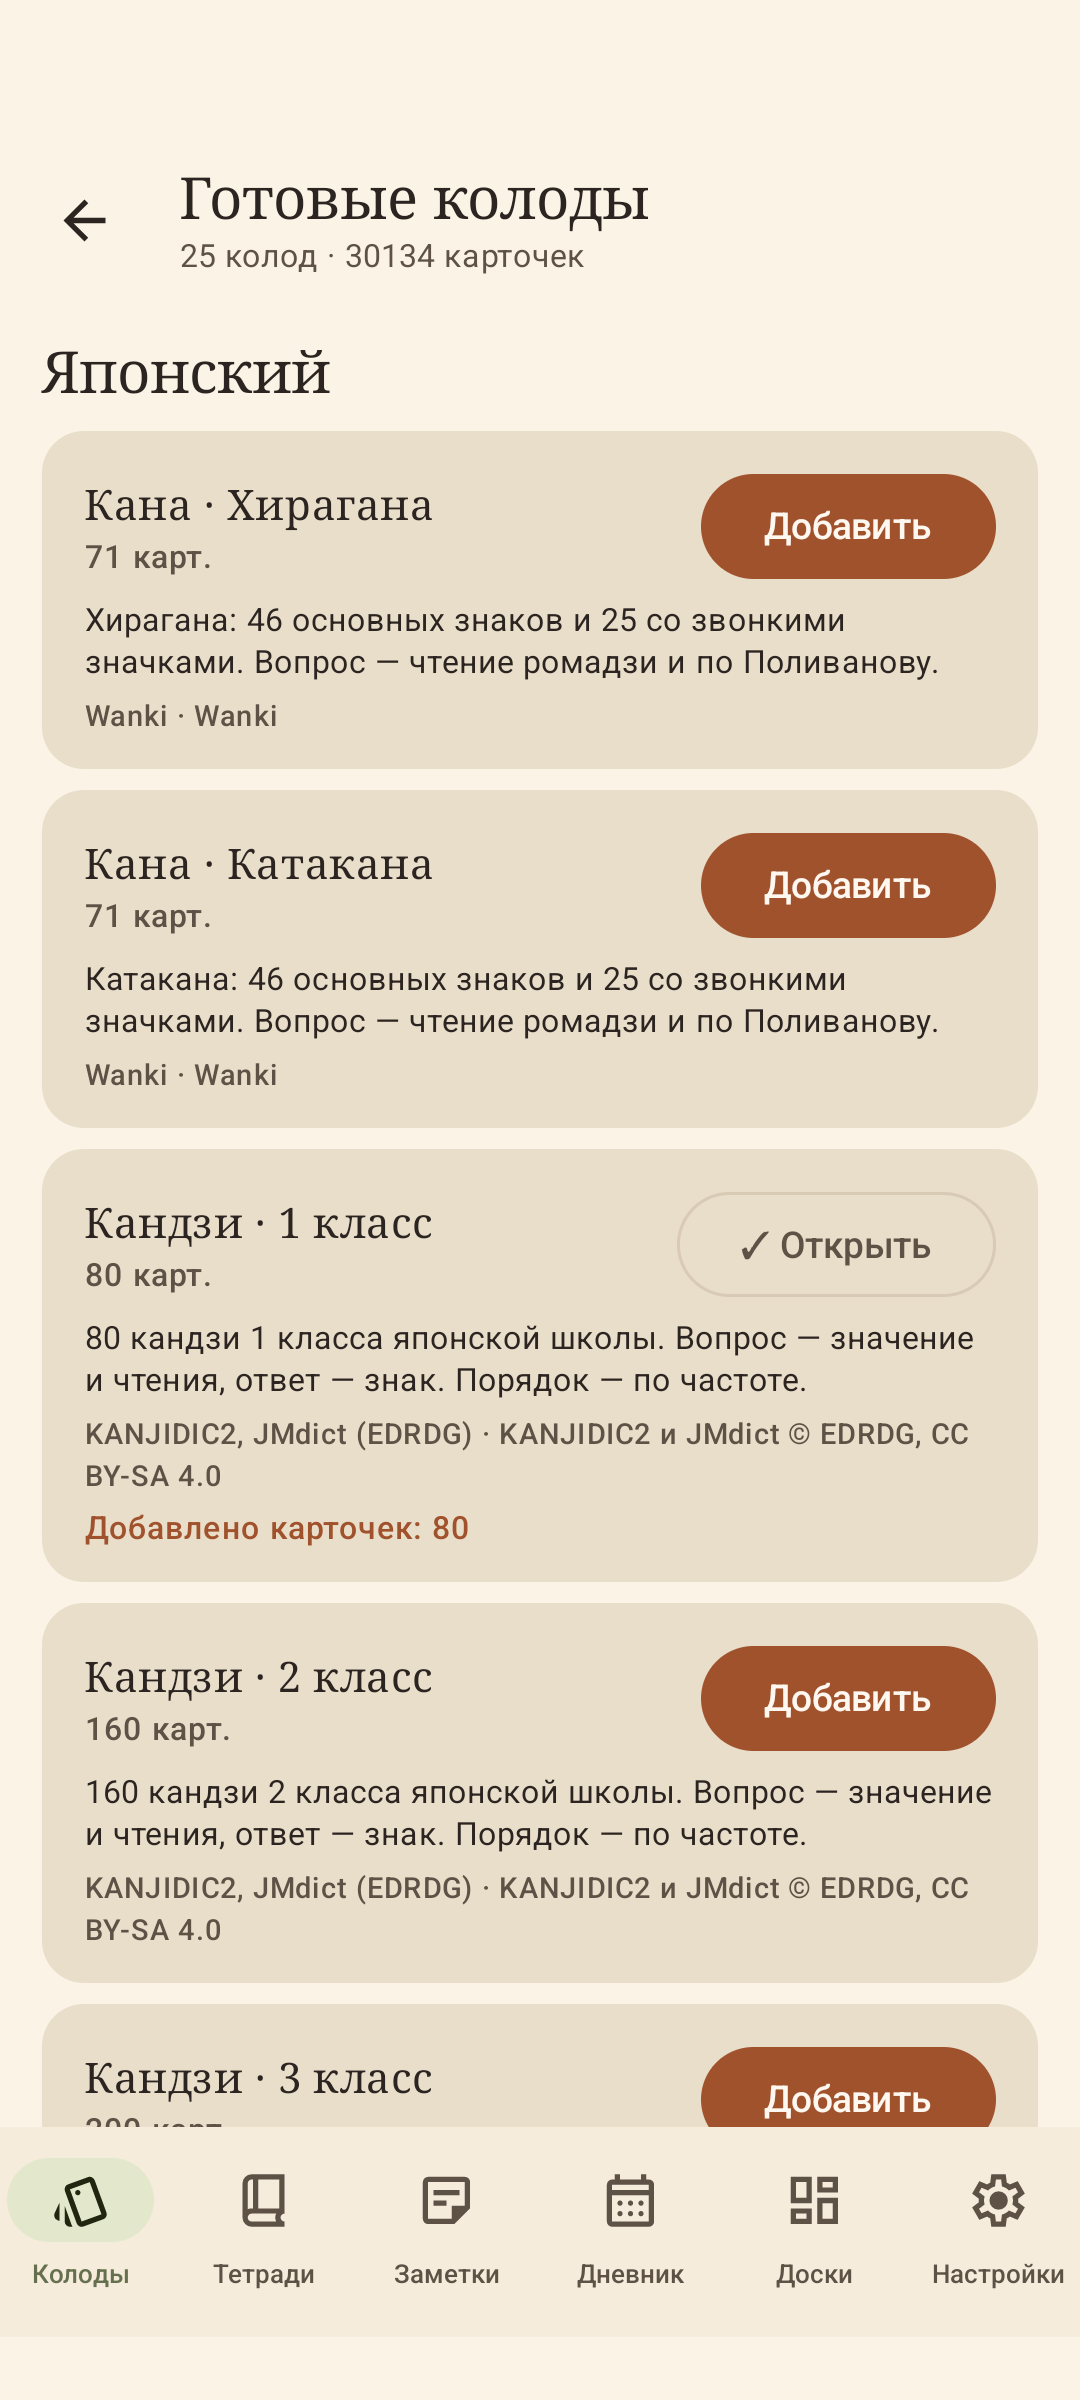 Готовые колоды
25 колод · 30134 карточек
Японский
Кана · Хирагана
71 карт.
Добавить
Хирагана: 46 основных знаков и 25 со звонкими
значками. Вопрос — чтение ромадзи и по Поливанову.
Wanki · Wanki
Кана · Катакана
71 карт.
Добавить
Катакана: 46 основных знаков и 25 со звонкими
значками. Вопрос — чтение ромадзи и по Поливанову.
Wanki · Wanki
Кандзи · 1 класс
80 карт.
✓ Открыть
80 кандзи 1 класса японской школы. Вопрос — значение
и чтения, ответ — знак. Порядок — по частоте.
KANJIDIC2, JMdict (EDRDG) · KANJIDIC2 и JMdict © EDRDG, CC
BY-SA 4.0
Добавлено карточек: 80
Кандзи · 2 класс
160 карт.
Добавить
160 кандзи 2 класса японской школы. Вопрос — значение
и чтения, ответ — знак. Порядок — по частоте.
KANJIDIC2, JMdict (EDRDG) · KANJIDIC2 и JMdict © EDRDG, CC
BY-SA 4.0
Кандзи · 3 класс
Добавить
Колоды
Тетради
Заметки
Дневник
Доски
Настройки